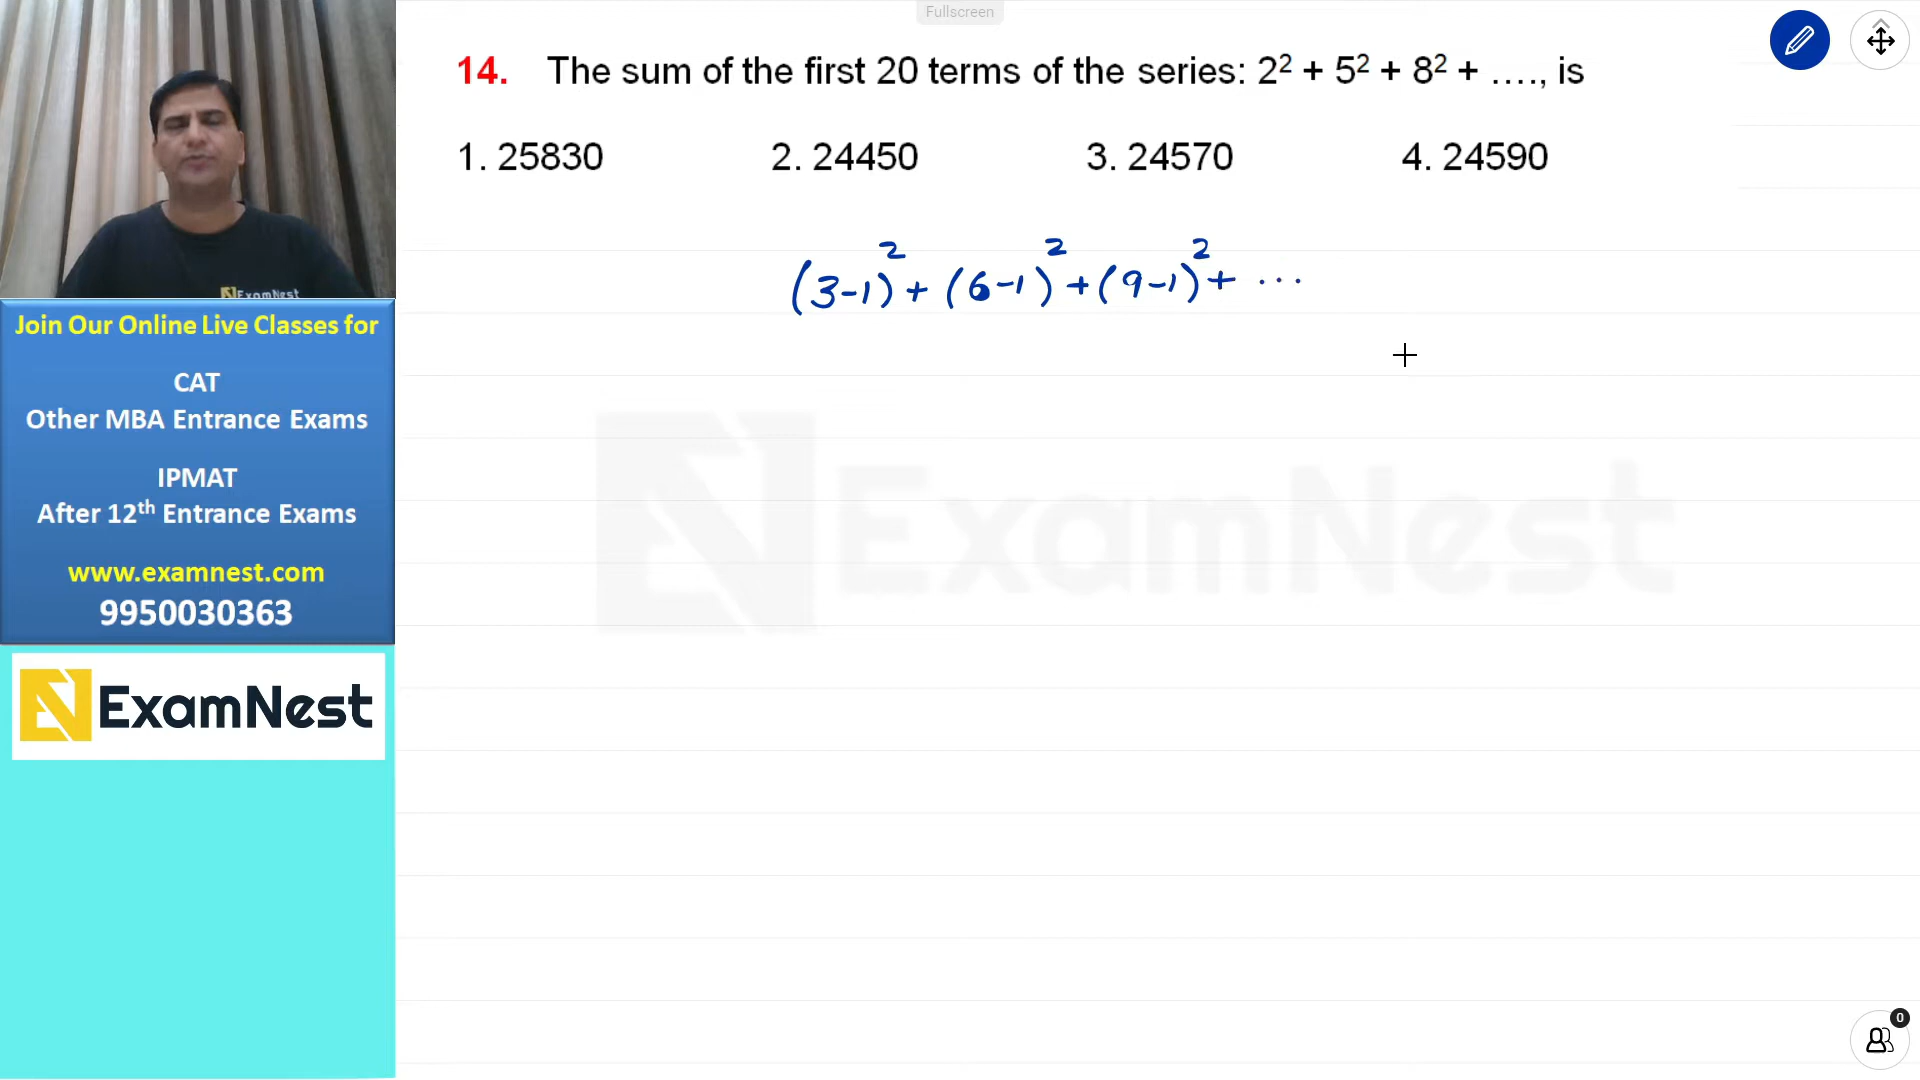 Fullscreen
14. The sum of the first 20 terms of the series: 2² + 5² + 8² + …., is
1. 25830 2. 24450 3. 24570 4. 24590
(3-1)² + (6-1)² + (9-1)² + ...
ExamNest
Join Our Online Live Classes for
CAT
Other MBA Entrance Exams
IPMAT
After 12th Entrance Exams
www.examnest.com
9950030363
ExamNest
ExamNest
0